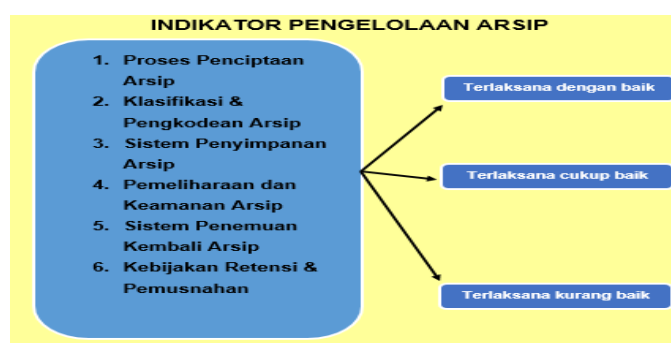 INDIKATOR PENGELOLAAN ARSIP
1. Proses Penciptaan
Arsip
2. Klasifikasi &
Pengkodean Arsip
3. Sistem Penyimpanan
Arsip
4. Pemeliharaan dan
Keamanan Arsip
5. Sistem Penemuan
Kembali Arsip
6. Kebijakan Retensi &
Pemusnahan
Terlaksana dengan baik
Terlaksana cukup baik
Terlaksana kurang baik